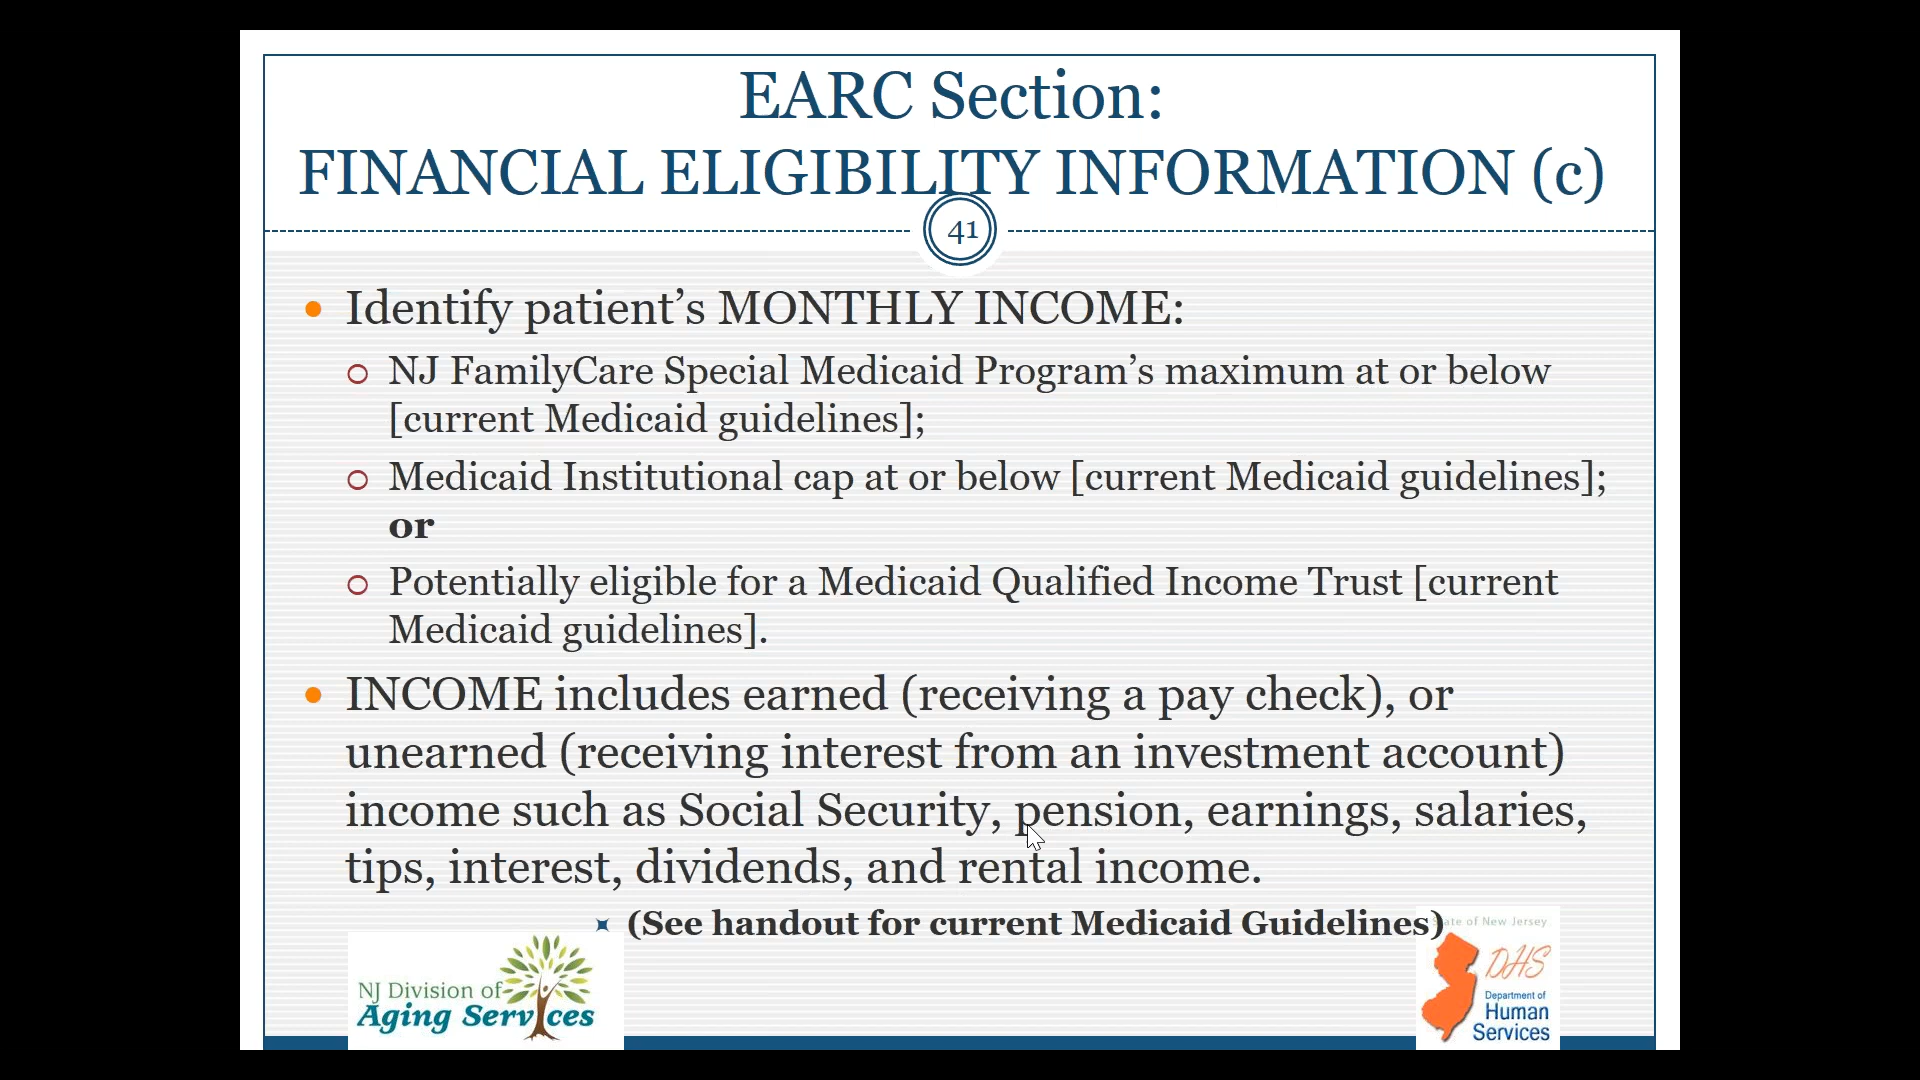 EARC Section:
FINANCIAL ELIGIBILITY INFORMATION (c)
41
Identify patient’s MONTHLY INCOME:
NJ FamilyCare Special Medicaid Program’s maximum at or below
[current Medicaid guidelines];
Medicaid Institutional cap at or below [current Medicaid guidelines];
or
Potentially eligible for a Medicaid Qualified Income Trust [current
Medicaid guidelines].
INCOME includes earned (receiving a pay check), or
unearned (receiving interest from an investment account)
income such as Social Security, pension, earnings, salaries,
tips, interest, dividends, and rental income.
(See handout for current Medicaid Guidelines)
NJ Division of
Aging Services
State of New Jersey
DHS
Department of
Human
Services